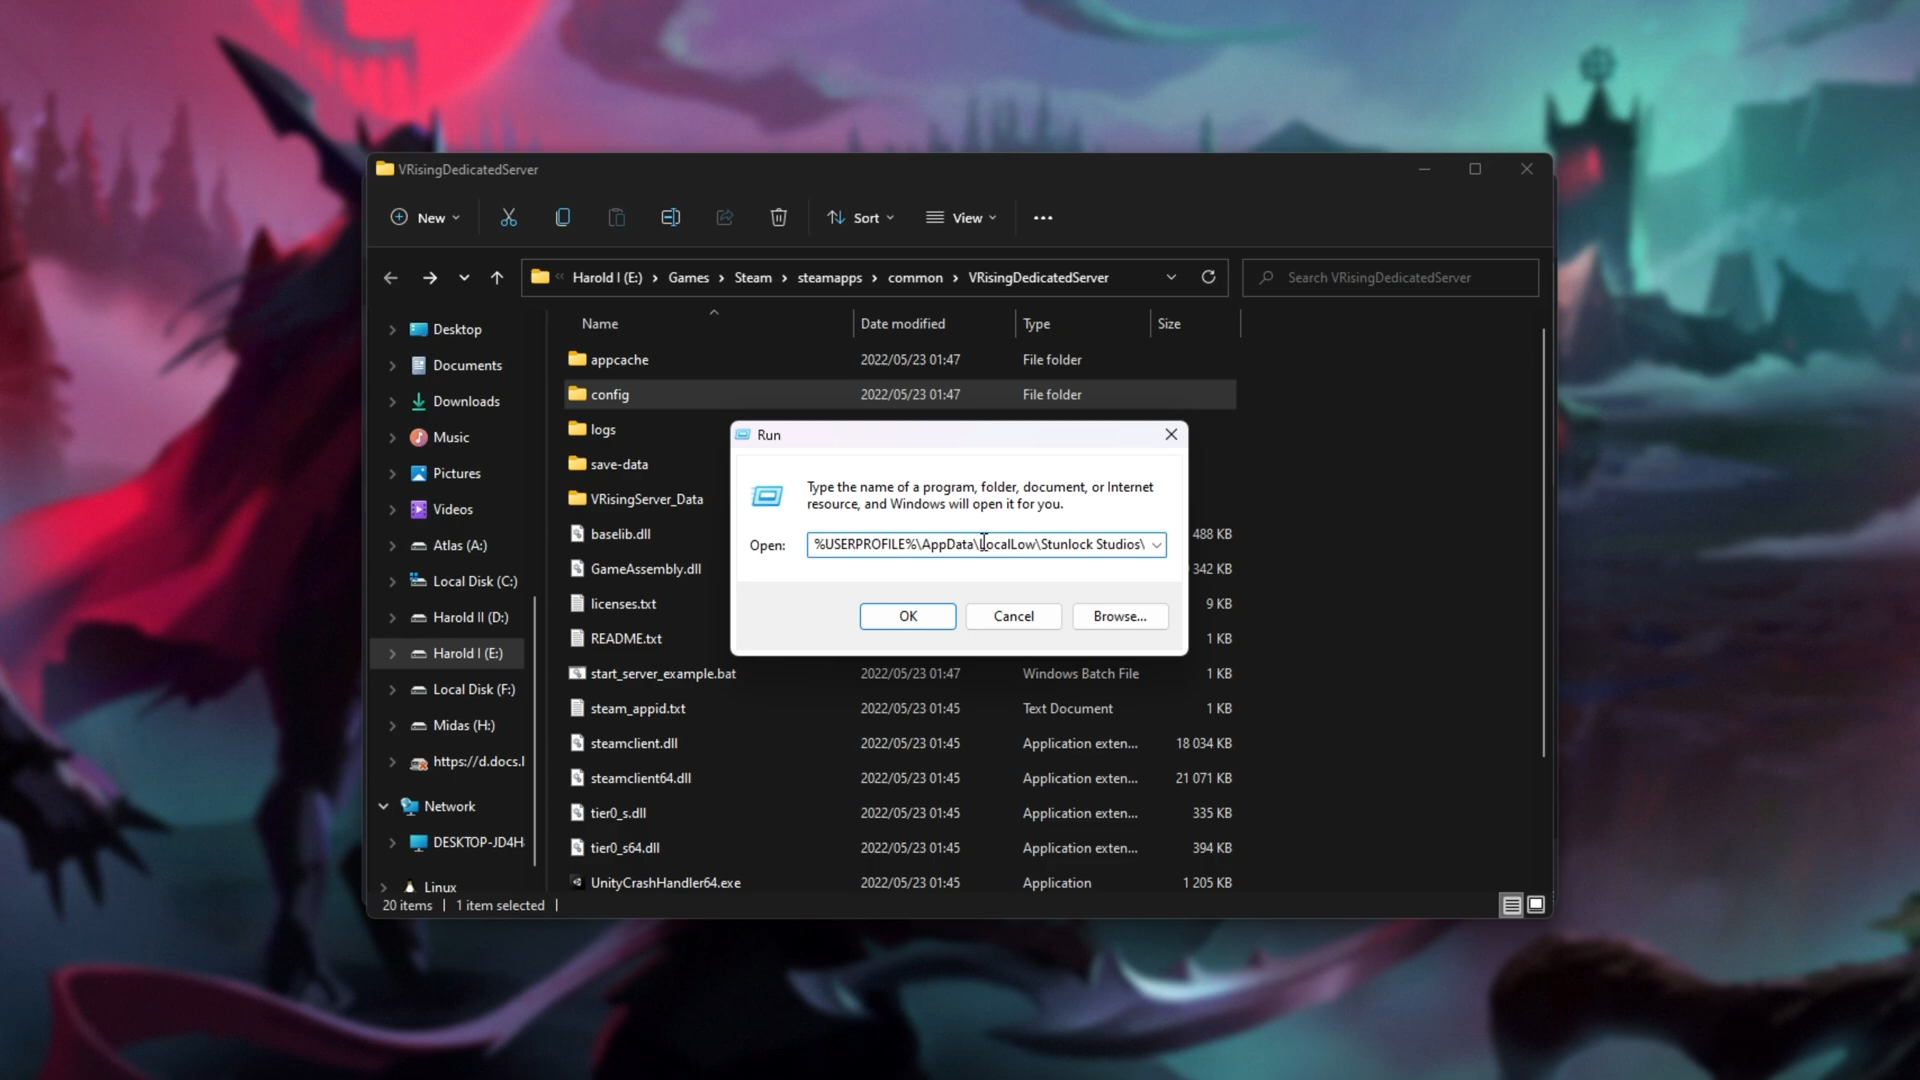 VRisingDedicatedServer
New
Sort
View
Harold I (E:) > Games > Steam > steamapps > common > VRisingDedicatedServer
Search VRisingDedicatedServer
Name Date modified Type Size
Desktop
Documents
Downloads
Music
Pictures
Videos
Atlas (A:)
Local Disk (C:)
Harold II (D:)
Harold I (E:)
Local Disk (F:)
Midas (H:)
https://d.docs.l
Network
DESKTOP-JD4H
Linux
appcache 2022/05/23 01:47 File folder
config 2022/05/23 01:47 File folder
logs
save-data
VRisingServer_Data
baselib.dll 488 KB
GameAssembly.dll 342 KB
licenses.txt 9 KB
README.txt 1 KB
start_server_example.bat 2022/05/23 01:47 Windows Batch File 1 KB
steam_appid.txt 2022/05/23 01:45 Text Document 1 KB
steamclient.dll 2022/05/23 01:45 Application exten... 18 034 KB
steamclient64.dll 2022/05/23 01:45 Application exten... 21 071 KB
tier0_s.dll 2022/05/23 01:45 Application exten... 335 KB
tier0_s64.dll 2022/05/23 01:45 Application exten... 394 KB
UnityCrashHandler64.exe 2022/05/23 01:45 Application 1 205 KB
20 items | 1 item selected |
Run
Type the name of a program, folder, document, or Internet
resource, and Windows will open it for you.
Open: %USERPROFILE%\AppData\LocalLow\Stunlock Studios\
OK Cancel Browse...